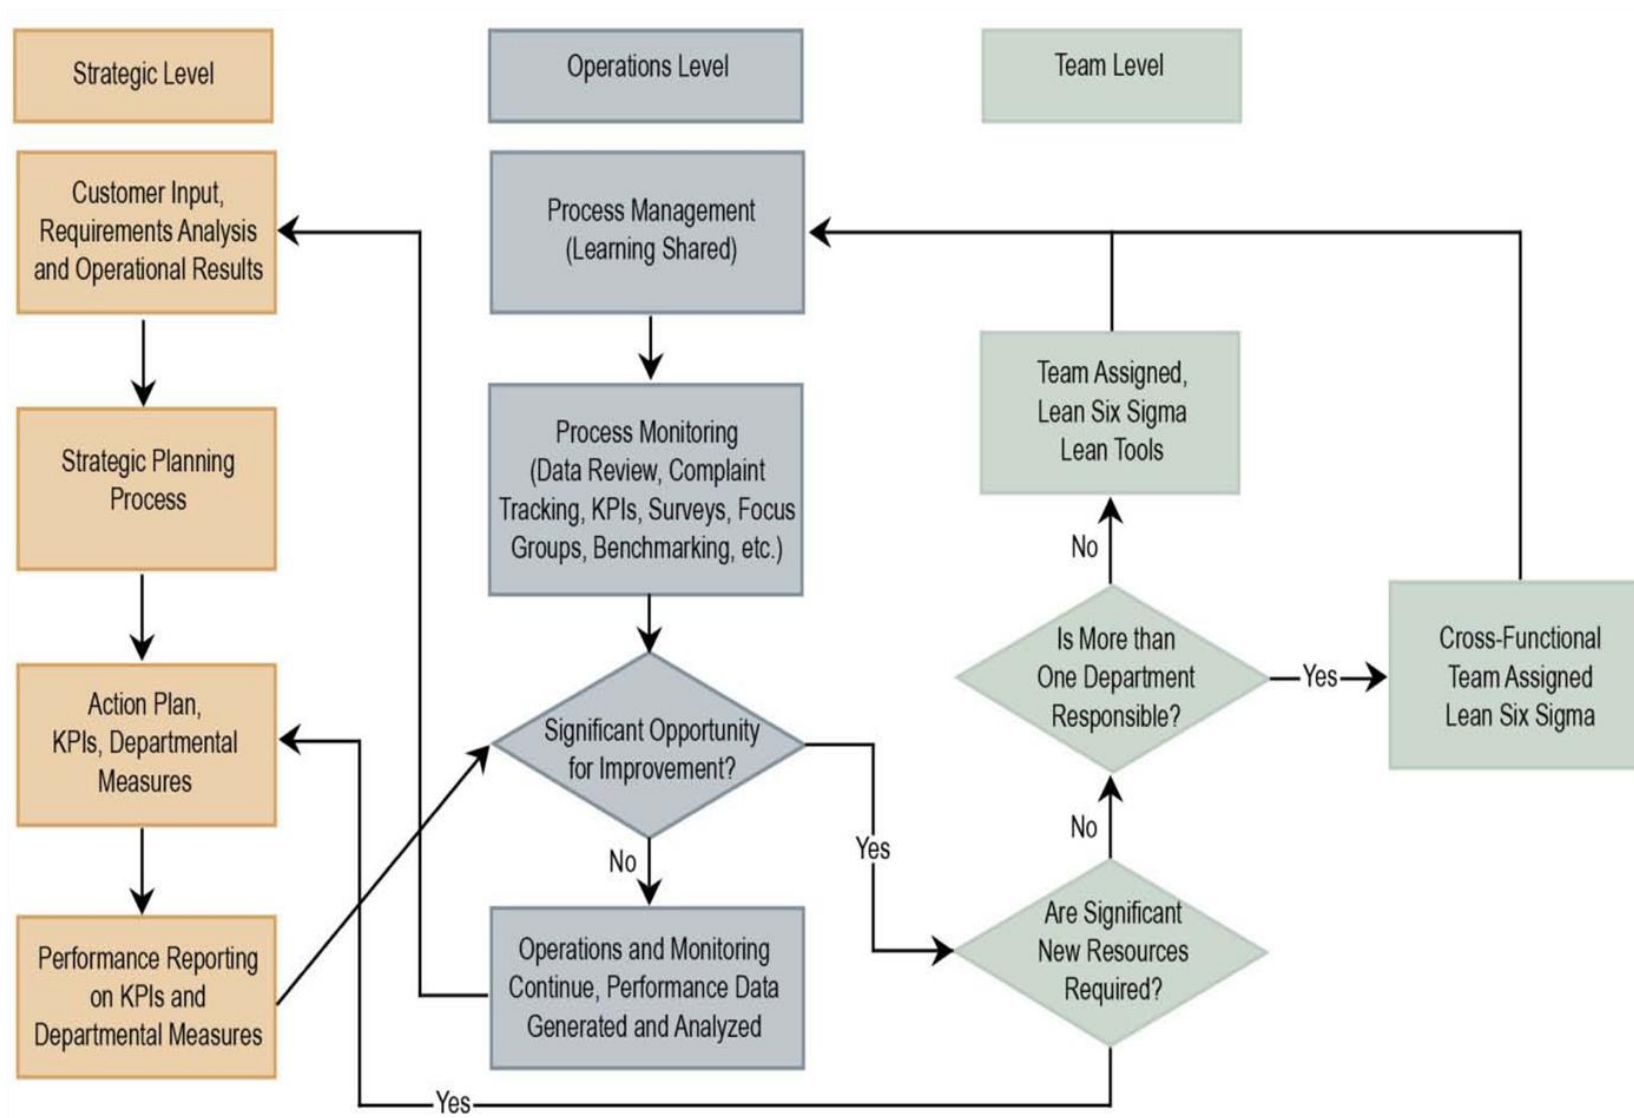 Strategic Level
Operations Level
Team Level
Customer Input,
Requirements Analysis
and Operational Results
Strategic Planning
Process
Action Plan,
KPIs, Departmental
Measures
Performance Reporting
on KPIs and
Departmental Measures
Process Management
(Learning Shared)
Process Monitoring
(Data Review, Complaint
Tracking, KPIs, Surveys, Focus
Groups, Benchmarking, etc.)
Significant Opportunity
for Improvement?
No
Yes
Operations and Monitoring
Continue, Performance Data
Generated and Analyzed
Team Assigned,
Lean Six Sigma
Lean Tools
No
Is More than
One Department
Responsible?
Yes
Cross-Functional
Team Assigned
Lean Six Sigma
No
Are Significant
New Resources
Required?
Yes